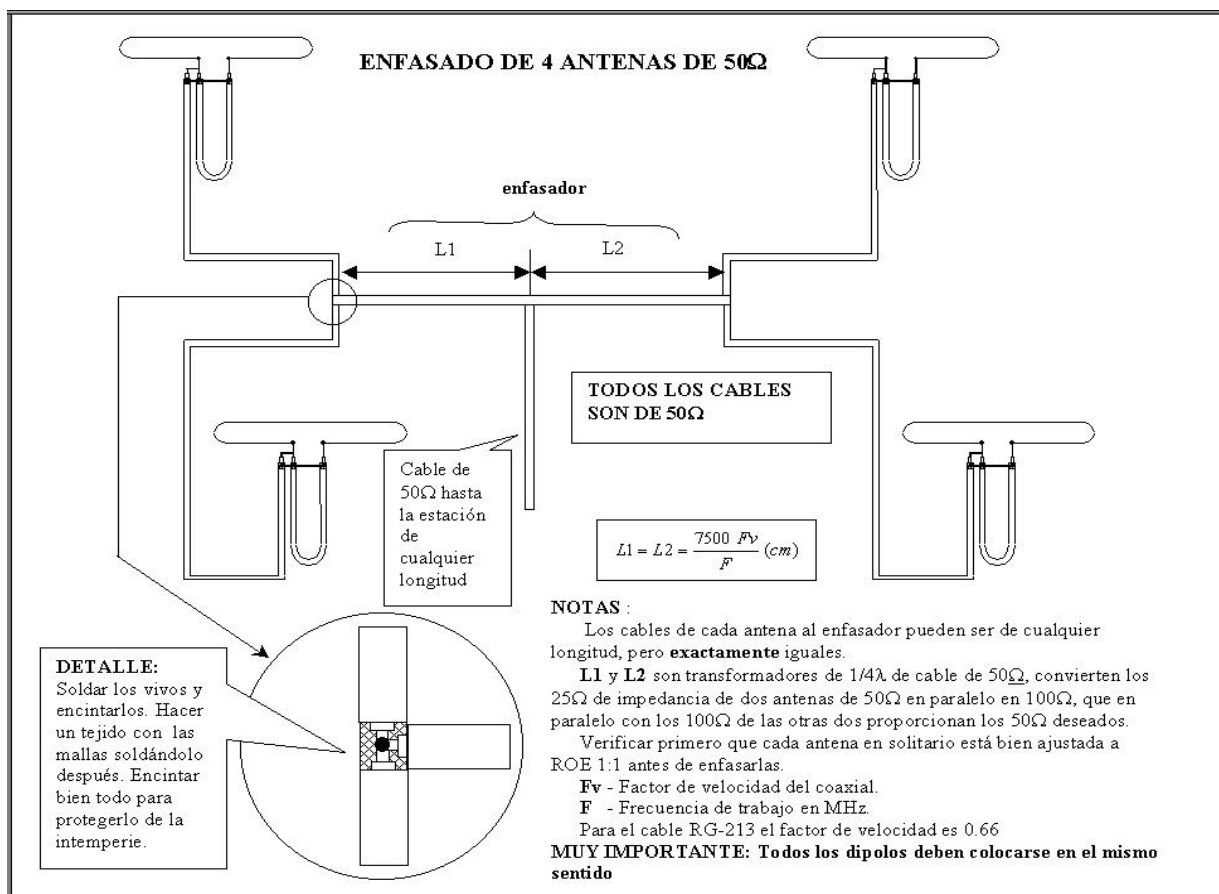 ENFASADO DE 4 ANTENAS DE 50Ω
enfasador
L1
L2
TODOS LOS CABLES
SON DE 50Ω
Cable de
50Ω hasta
la estación
de
cualquier
longitud
L1 = L2 = 7500 Fv / F (cm)
NOTAS :
Los cables de cada antena al enfasador pueden ser de cualquier
longitud, pero exactamente iguales.
L1 y L2 son transformadores de 1/4λ de cable de 50Ω, convierten los
25Ω de impedancia de dos antenas de 50Ω en paralelo en 100Ω, que en
paralelo con los 100Ω de las otras dos proporcionan los 50Ω deseados.
Verificar primero que cada antena en solitario está bien ajustada a
ROE 1:1 antes de enfasarlas.
Fv - Factor de velocidad del coaxial.
F - Frecuencia de trabajo en MHz.
Para el cable RG-213 el factor de velocidad es 0.66
MUY IMPORTANTE: Todos los dipolos deben colocarse en el mismo
sentido
DETALLE:
Soldar los vivos y
encintarlos. Hacer
un tejido con las
mallas soldándolo
después. Encintar
bien todo para
protegerlo de la
intemperie.